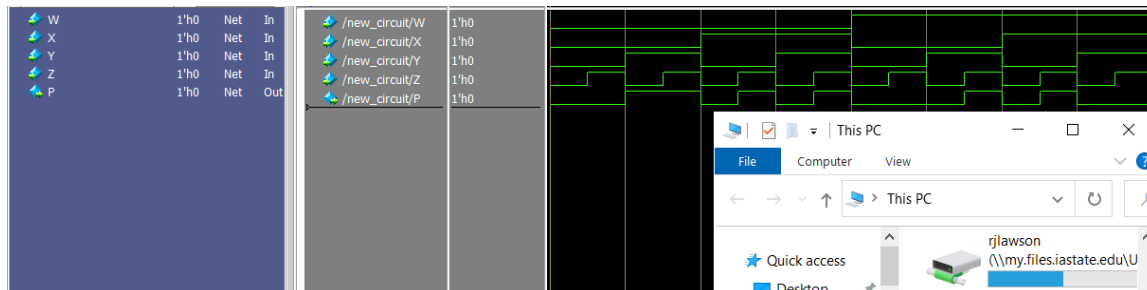 W 1'h0 Net In
X 1'h0 Net In
Y 1'h0 Net In
Z 1'h0 Net In
P 1'h0 Net Out
/new_circuit/W 1'h0
/new_circuit/X 1'h0
/new_circuit/Y 1'h0
/new_circuit/Z 1'h0
/new_circuit/P 1'h0
This PC
File Computer View
This PC
Quick access
Desktop
rjlawson
(\\my.files.iastate.edu\U